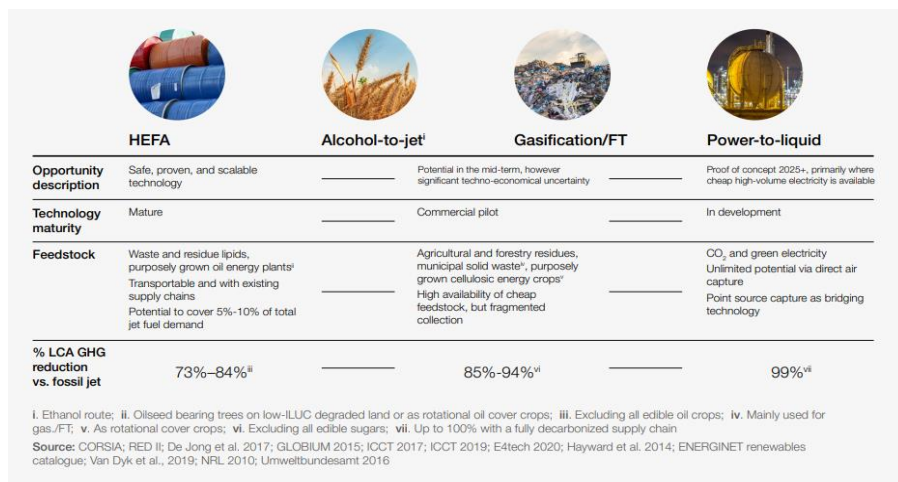 HEFA
Alcohol-to-jetⁱ
Gasification/FT
Power-to-liquid
Opportunity
description
Safe, proven, and scalable
technology
Potential in the mid-term, however
significant techno-economical uncertainty
Proof of concept 2025+, primarily where
cheap high-volume electricity is available
Technology
maturity
Mature
Commercial pilot
In development
Feedstock
Waste and residue lipids,
purposely grown oil energy plantsⁱⁱ
Transportable and with existing
supply chains
Potential to cover 5%-10% of total
jet fuel demand
Agricultural and forestry residues,
municipal solid wasteⁱᵛ, purposely
grown cellulosic energy cropsᵛ
High availability of cheap
feedstock, but fragmented
collection
CO₂ and green electricity
Unlimited potential via direct air
capture
Point source capture as bridging
technology
% LCA GHG
reduction
vs. fossil jet
73%–84%ⁱⁱⁱ
85%-94%ᵛⁱ
99%ᵛⁱⁱ
i. Ethanol route; ii. Oilseed bearing trees on low-ILUC degraded land or as rotational oil cover crops; iii. Excluding all edible oil crops; iv. Mainly used for
gas./FT; v. As rotational cover crops; vi. Excluding all edible sugars; vii. Up to 100% with a fully decarbonized supply chain
Source: CORSIA; RED II; De Jong et al. 2017; GLOBIUM 2015; ICCT 2017; ICCT 2019; E4tech 2020; Hayward et al. 2014; ENERGINET renewables
catalogue; Van Dyk et al., 2019; NRL 2010; Umweltbundesamt 2016